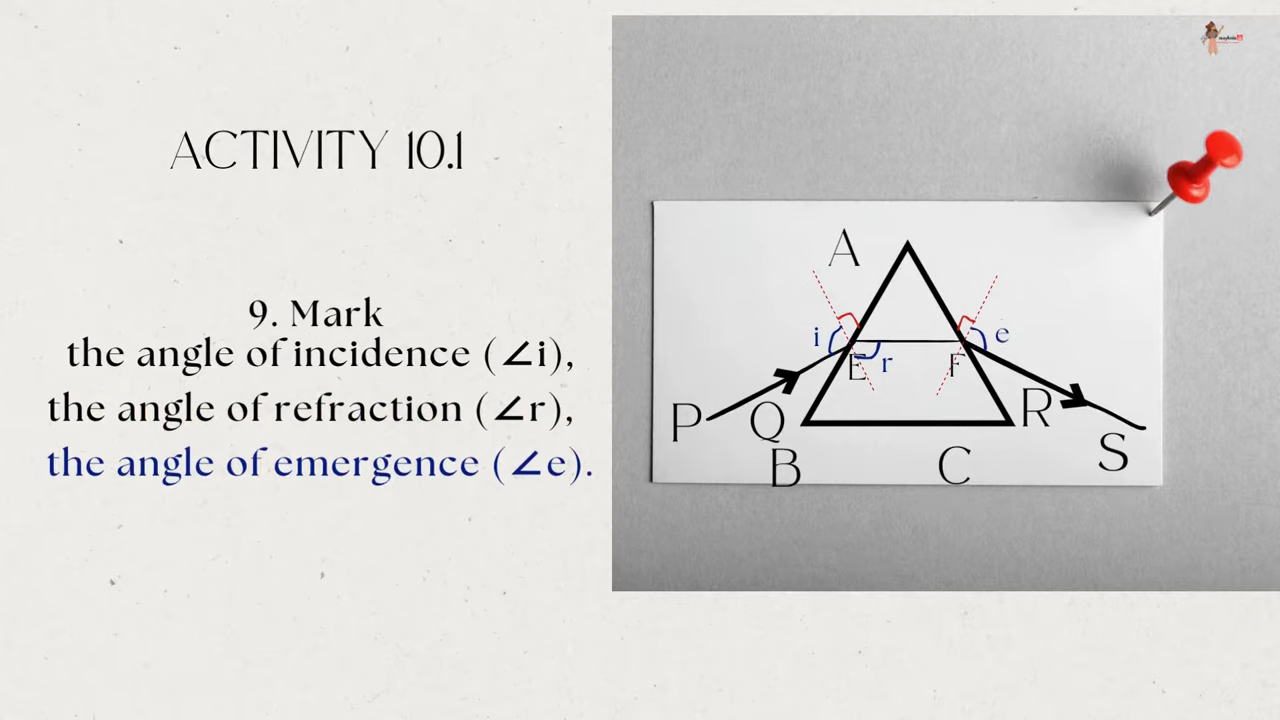 ACTIVITY 10.1
9. Mark
the angle of incidence (∠i),
the angle of refraction (∠r),
the angle of emergence (∠e).
A
i
e
E
r
F
P
Q
R
S
B
C